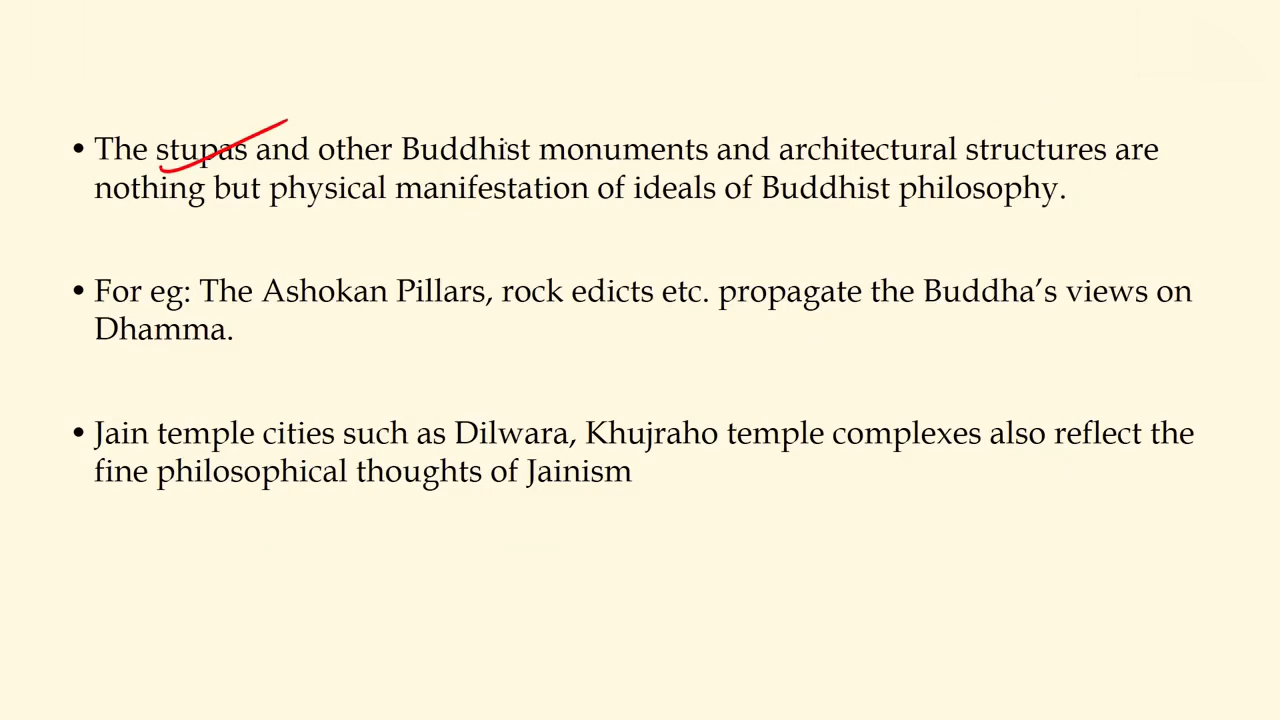 • The stupas and other Buddhist monuments and architectural structures are
nothing but physical manifestation of ideals of Buddhist philosophy.
• For eg: The Ashokan Pillars, rock edicts etc. propagate the Buddha’s views on
Dhamma.
• Jain temple cities such as Dilwara, Khujraho temple complexes also reflect the
fine philosophical thoughts of Jainism